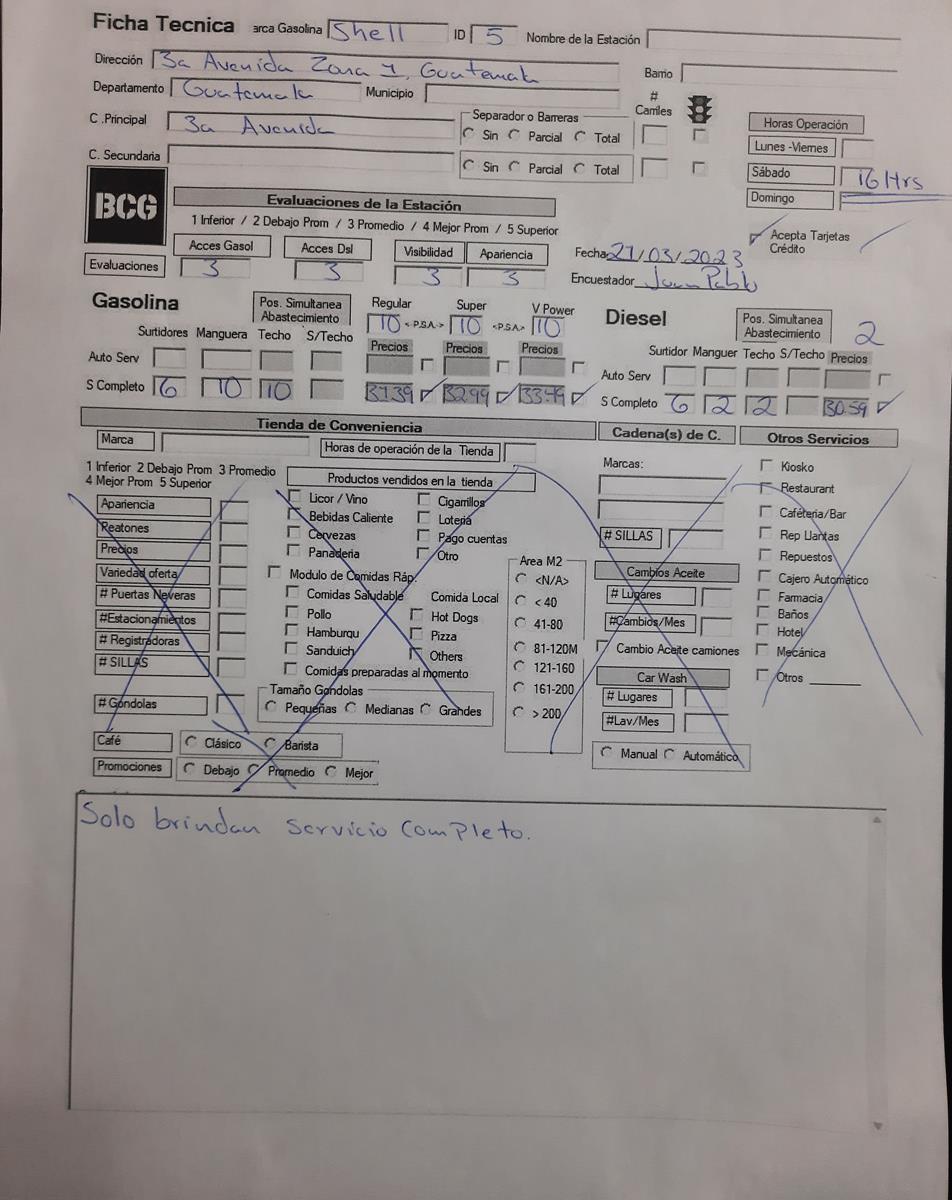 Ficha Tecnica arca Gasolina Shell ID 5 Nombre de la Estación
Dirección 3a Avenida Zona 1, Guatemala Barrio
Departamento Guatemala Municipio # Carriles
C .Principal 3a Avenida Separador o Barreras Sin Parcial Total Horas Operación
Lunes -Viernes
C. Secundaria Sin Parcial Total Sábado 16 Hrs
Domingo
BCG
Evaluaciones de la Estación
1 Inferior / 2 Debajo Prom / 3 Promedio / 4 Mejor Prom / 5 Superior
Acepta Tarjetas Crédito
Acces Gasol Acces Dsl Visibilidad Apariencia Fecha 21/03/2023
Evaluaciones 3 3 3 3 Encuestador Juan Pablo
Gasolina Pos. Simultanea Abastecimiento Regular Super V Power Diesel Pos. Simultanea Abastecimiento 2
10 <-P.S.A.-> 10 <-P.S.A.> 10
Surtidores Manguera Techo S/Techo Precios Precios Precios Surtidor Manguer Techo S/Techo Precios
Auto Serv Auto Serv
S Completo 6 10 10 31.39 32.99 33.49 S Completo 6 2 2 30.59
Tienda de Conveniencia Cadena(s) de C. Otros Servicios
Marca Horas de operación de la Tienda
1 Inferior 2 Debajo Prom 3 Promedio
4 Mejor Prom 5 Superior
Productos vendidos en la tienda
Marcas:
Kiosko
Apariencia Licor / Vino Cigarrillos Restaurant
Reatones Bebidas Caliente Loteria Caféteria/Bar
Precios Cervezas Pago cuentas # SILLAS Rep Llantas
Variedad oferta Panaderia Otro Area M2 Repuestos
# Puertas Neveras Modulo de Comidas Ráp. <N/A> Cambios Aceite Cajero Automático
#Estacionamientos Comidas Saludable Comida Local < 40 # Lugares Farmacia
# Registradoras Pollo Hot Dogs 41-80 #Cambios/Mes Baños
# SILLAS Hamburqu Pizza 81-120M Cambio Aceite camiones Hotel
Sanduich Others 121-160 Car Wash Mecánica
Comidas preparadas al momento 161-200 # Lugares Otros
# Góndolas Tamaño Gondolas Pequeñas Medianas Grandes > 200 #Lav/Mes
Café Clásico Barista Manual Automático
Promociones Debajo Promedio Mejor
Solo brindan servicio completo.